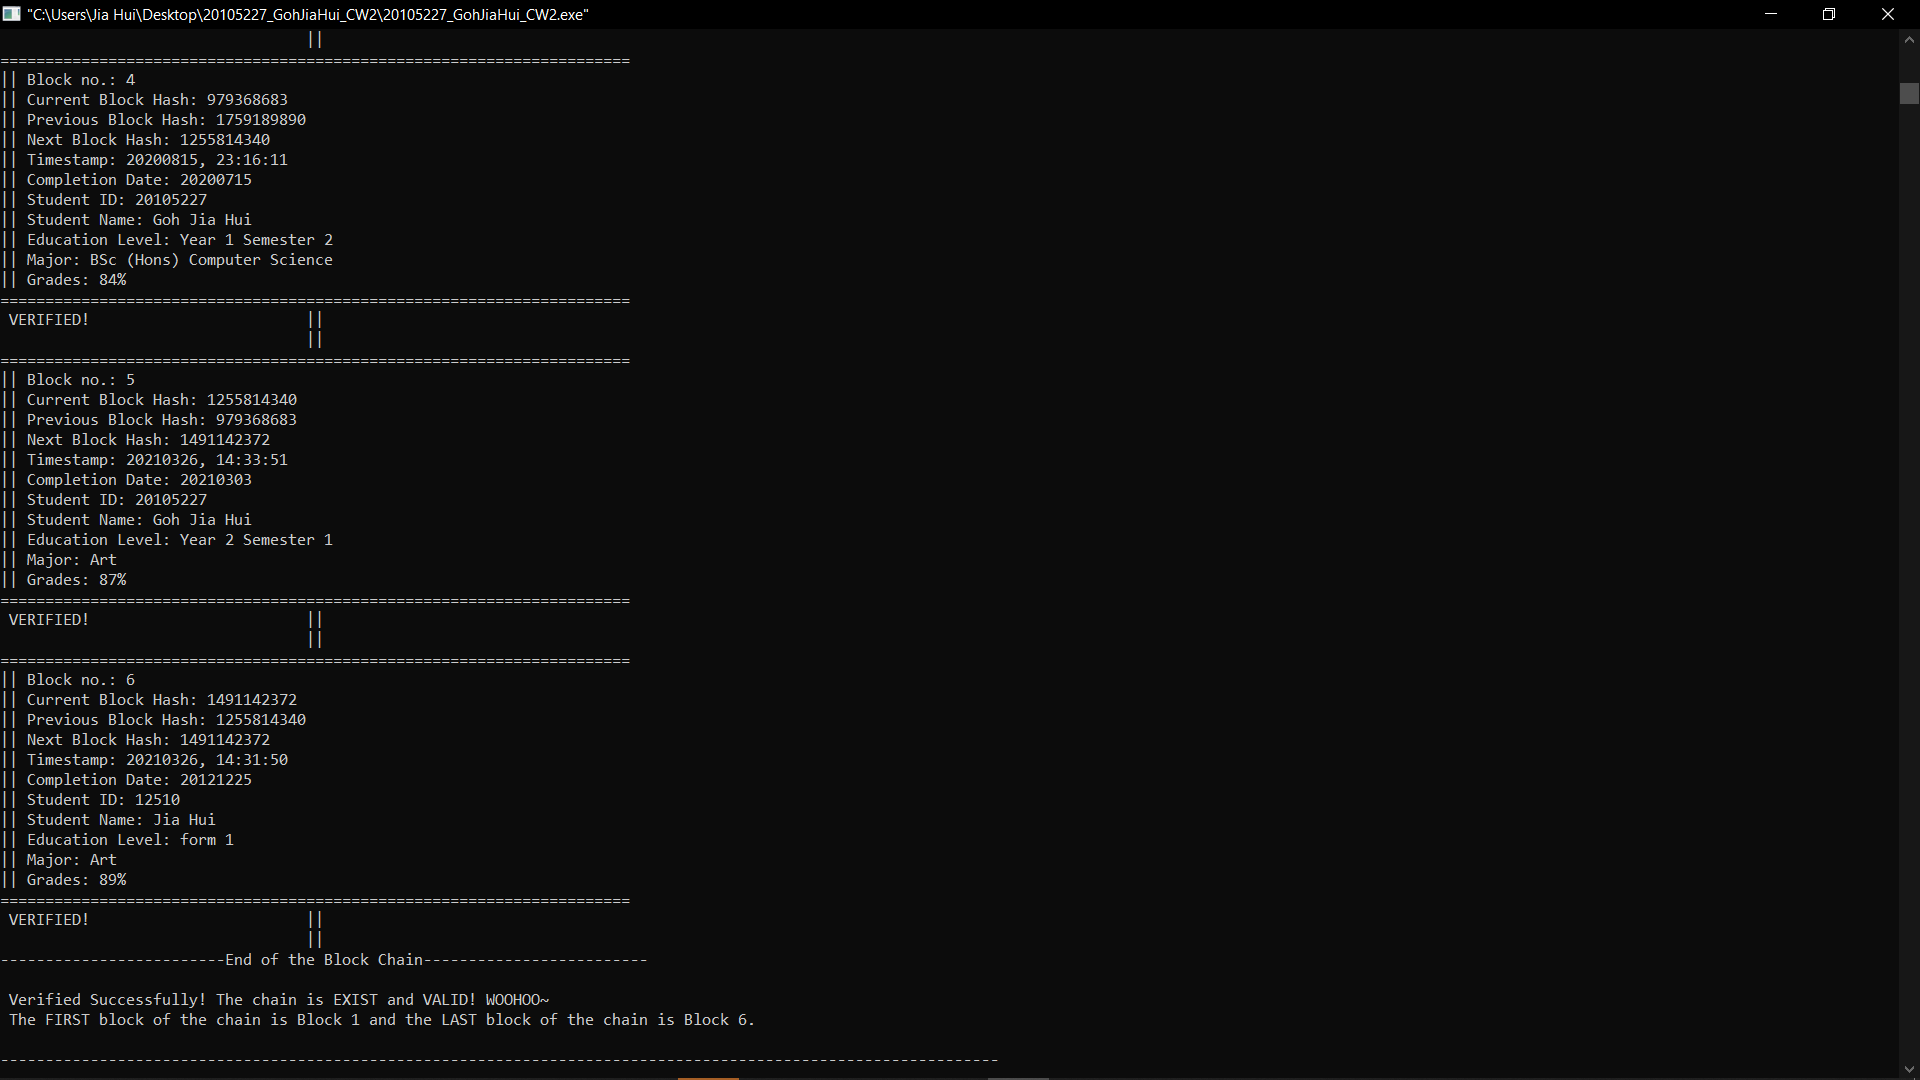 "C:\Users\Jia Hui\Desktop\20105227_GohJiaHui_CW2\20105227_GohJiaHui_CW2.exe"
||
======================================================================
|| Block no.: 4
|| Current Block Hash: 979368683
|| Previous Block Hash: 1759189890
|| Next Block Hash: 1255814340
|| Timestamp: 20200815, 23:16:11
|| Completion Date: 20200715
|| Student ID: 20105227
|| Student Name: Goh Jia Hui
|| Education Level: Year 1 Semester 2
|| Major: BSc (Hons) Computer Science
|| Grades: 84%
======================================================================
VERIFIED! ||
||
======================================================================
|| Block no.: 5
|| Current Block Hash: 1255814340
|| Previous Block Hash: 979368683
|| Next Block Hash: 1491142372
|| Timestamp: 20210326, 14:33:51
|| Completion Date: 20210303
|| Student ID: 20105227
|| Student Name: Goh Jia Hui
|| Education Level: Year 2 Semester 1
|| Major: Art
|| Grades: 87%
======================================================================
VERIFIED! ||
||
======================================================================
|| Block no.: 6
|| Current Block Hash: 1491142372
|| Previous Block Hash: 1255814340
|| Next Block Hash: 1491142372
|| Timestamp: 20210326, 14:31:50
|| Completion Date: 20121225
|| Student ID: 12510
|| Student Name: Jia Hui
|| Education Level: form 1
|| Major: Art
|| Grades: 89%
======================================================================
VERIFIED! ||
||
-------------------------End of the Block Chain-------------------------
Verified Successfully! The chain is EXIST and VALID! WOOHOO~
The FIRST block of the chain is Block 1 and the LAST block of the chain is Block 6.
---------------------------------------------------------------------------------------------------------------